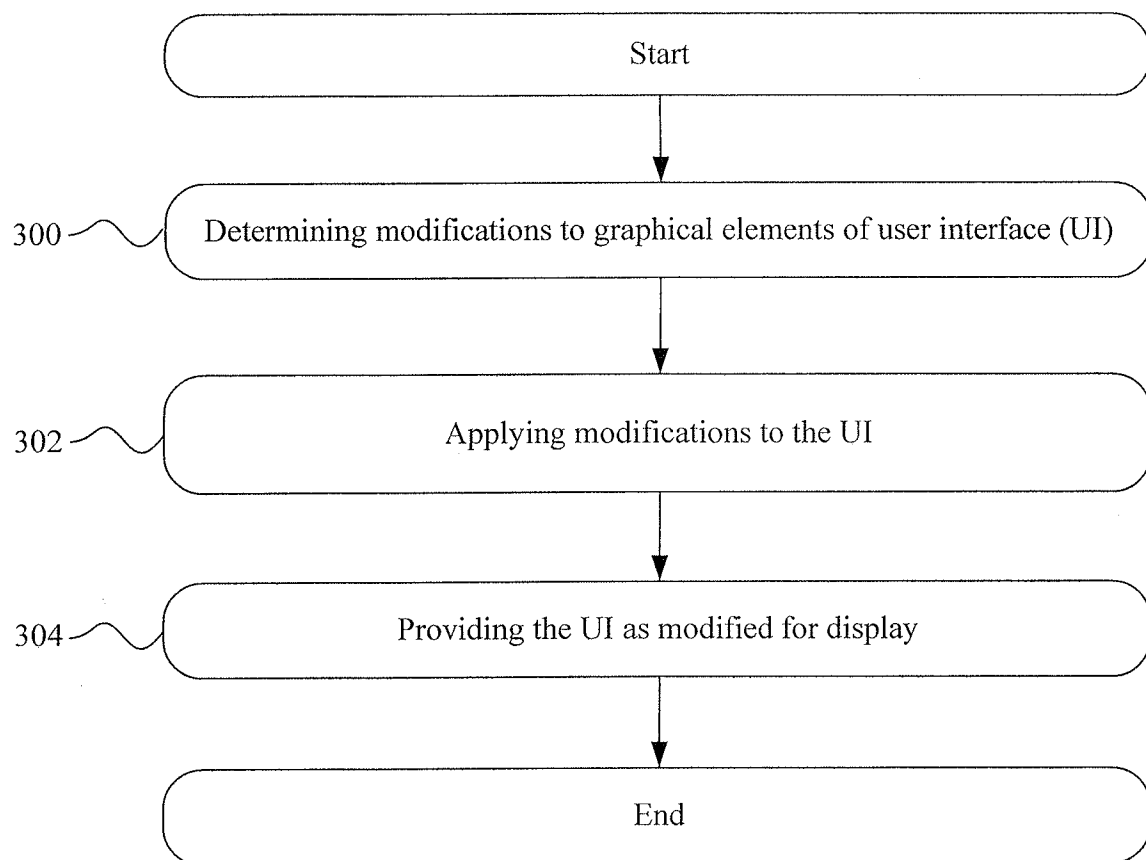 Start
300 Determining modifications to graphical elements of user interface (UI)
302 Applying modifications to the UI
304 Providing the UI as modified for display
End